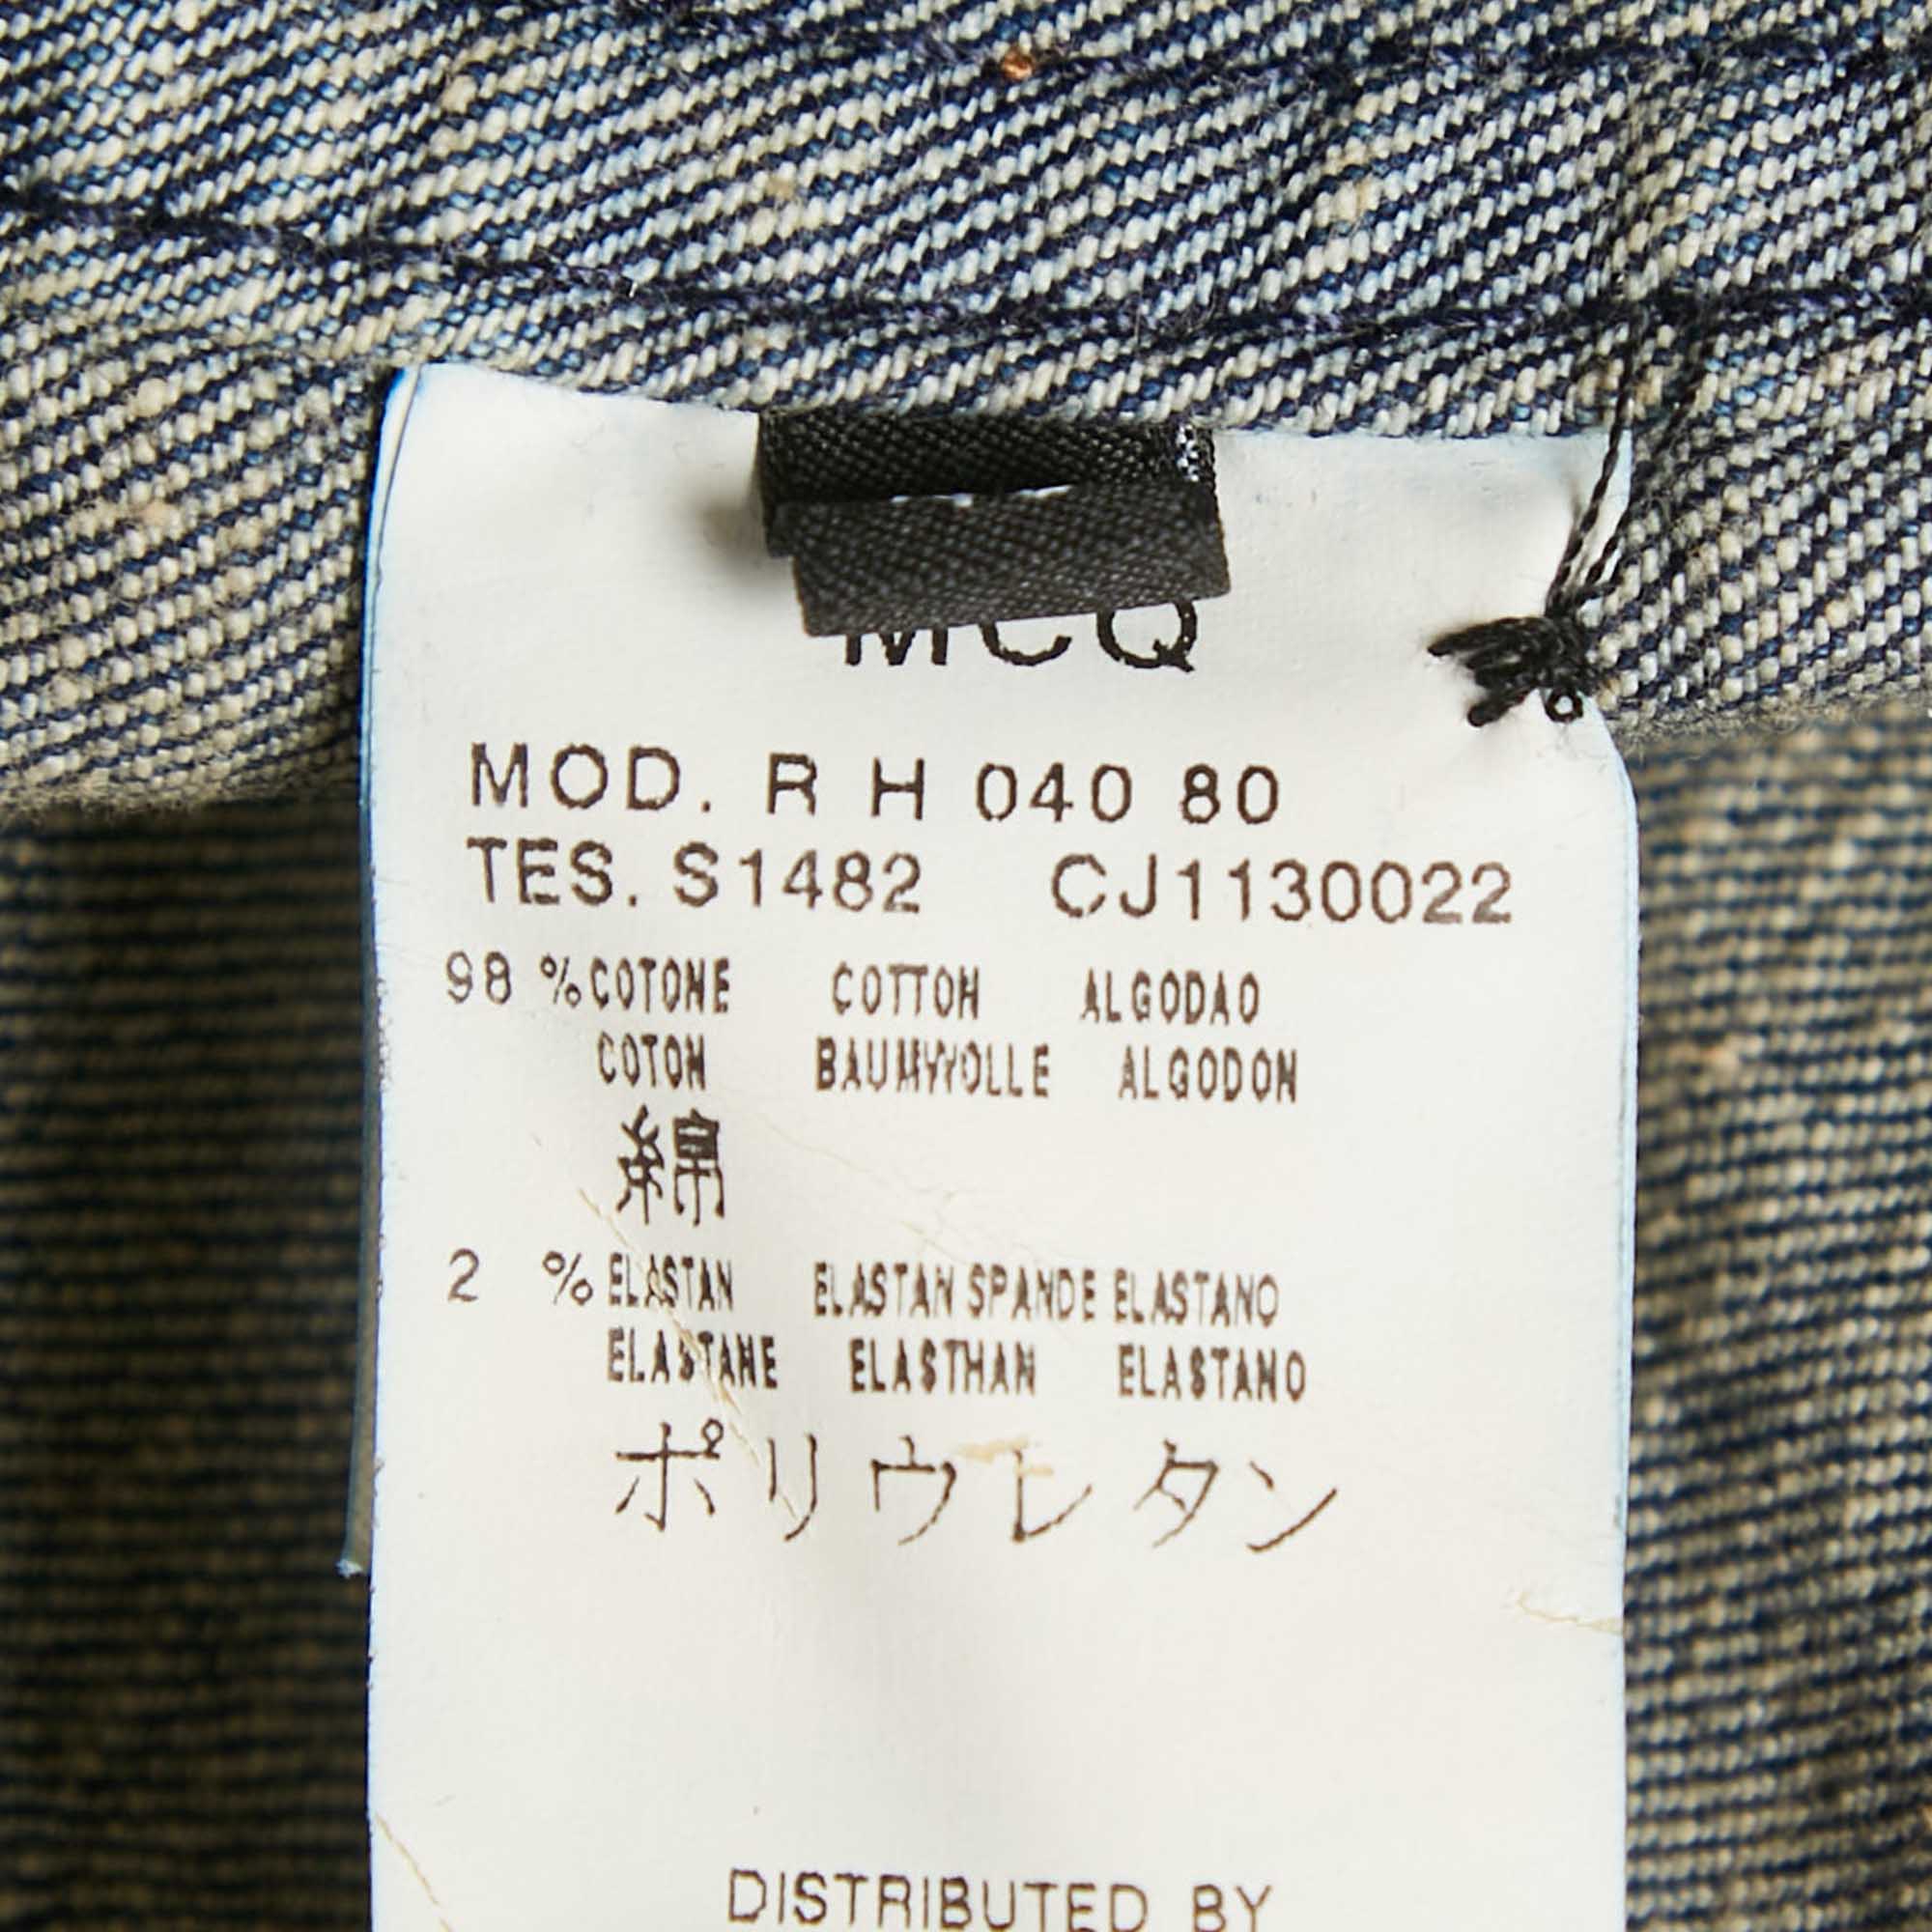 MCQ
MOD. R H 040 80
TES. S1482 CJ1130022
98 % COTONE COTTON ALGODAO
COTON BAUMWOLLE ALGODON
綿
2 % ELASTAN ELASTAN SPANDE ELASTANO
ELASTANE ELASTHAN ELASTANO
ポリウレタン
DISTRIBUTED BY